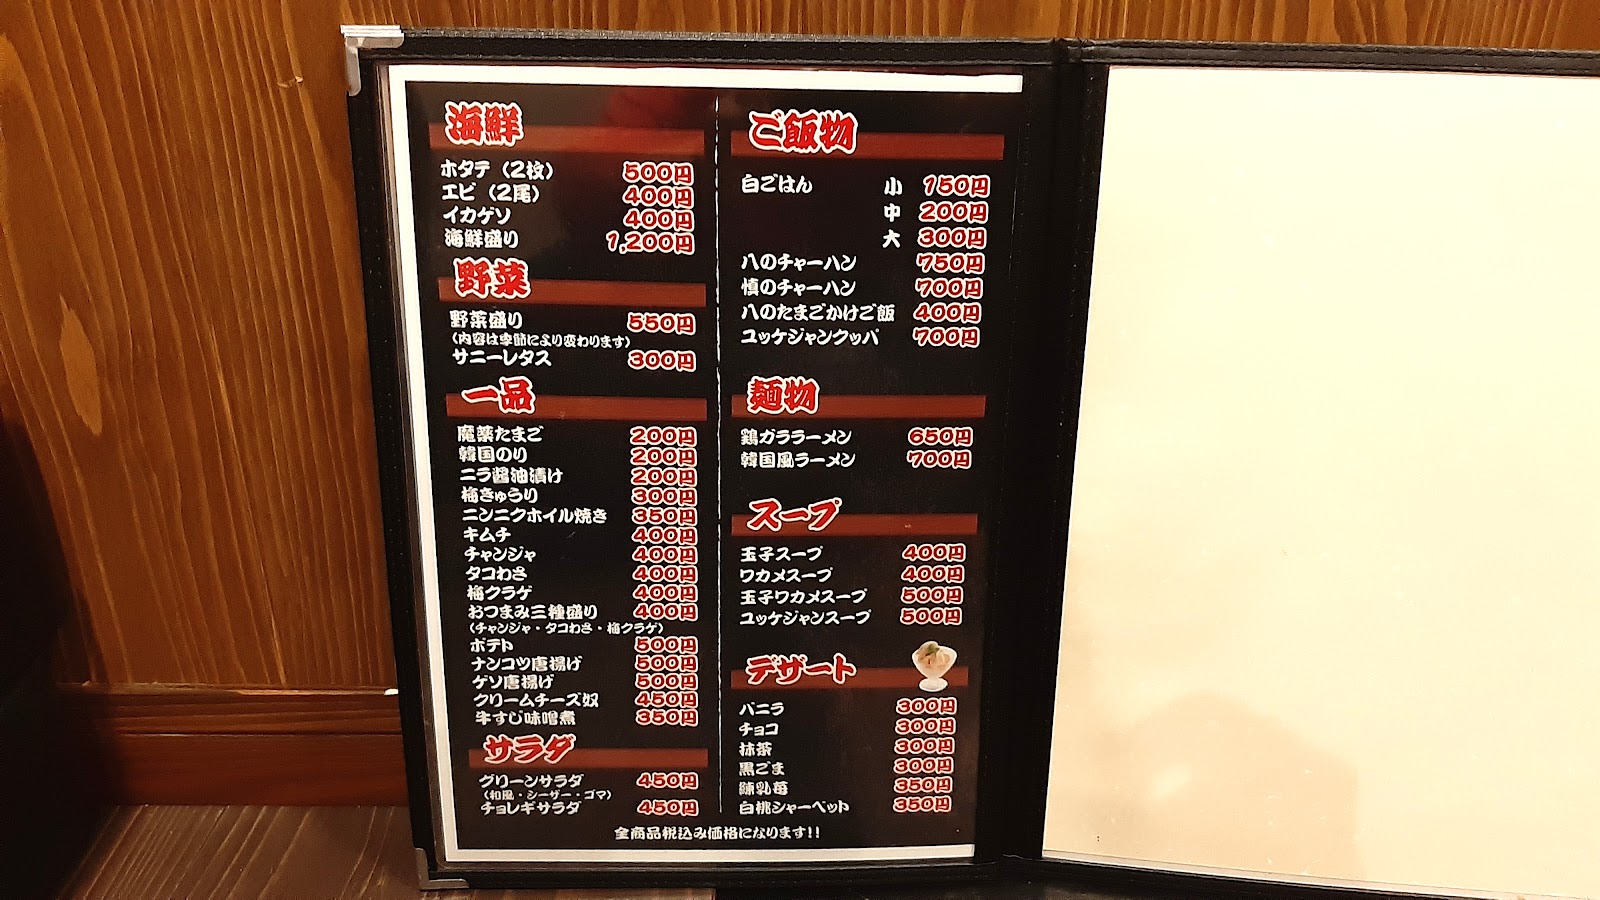 海鮮
ホタテ（2枚） 500円
エビ（2尾） 400円
イカゲソ 400円
海鮮盛り 1,200円
野菜
野菜盛り 550円
（内容は季節により変わります）
サニーレタス 300円
一品
魔薬たまご 200円
韓国のり 200円
ニラ醤油漬け 200円
梅きゅうり 300円
ニンニクホイル焼き 350円
キムチ 400円
チャンジャ 400円
タコわさ 400円
梅クラゲ 400円
おつまみ三種盛り 400円
（チャンジャ・タコわさ・梅クラゲ）
ポテト 500円
ナンコツ唐揚げ 500円
ゲソ唐揚げ 500円
クリームチーズ奴 450円
牛すじ味噌煮 350円
サラダ
グリーンサラダ 450円
（和風・シーザー・ゴマ）
チョレギサラダ 450円
ご飯物
白ごはん 小 150円
中 200円
大 300円
八のチャーハン 750円
慎のチャーハン 700円
八のたまごかけご飯 400円
ユッケジャンクッパ 700円
麺物
鶏ガララーメン 650円
韓国風ラーメン 700円
スープ
玉子スープ 400円
ワカメスープ 400円
玉子ワカメスープ 500円
ユッケジャンスープ 500円
デザート
バニラ 300円
チョコ 300円
抹茶 300円
黒ごま 300円
練乳苺 350円
白桃シャーベット 350円
全商品税込み価格になります!!